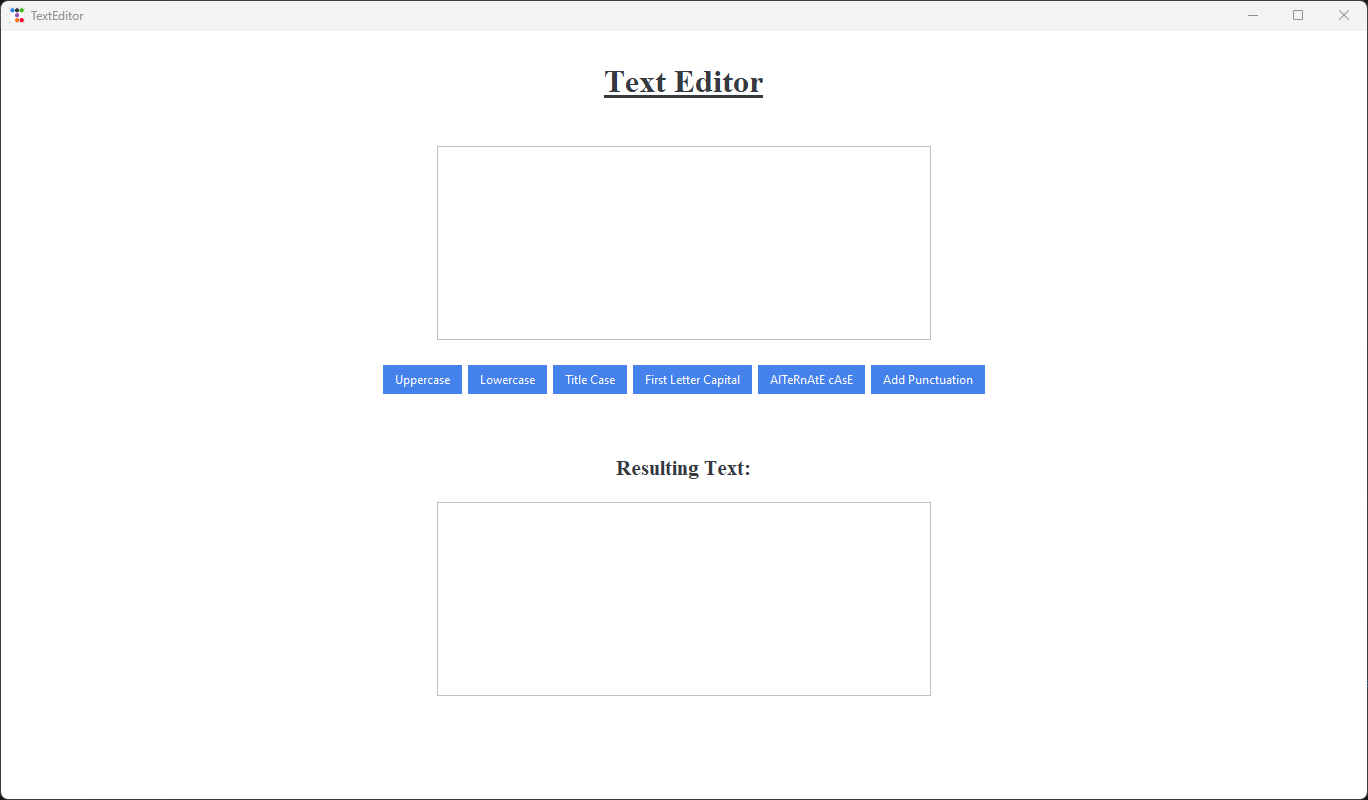 TextEditor
Text Editor
Uppercase Lowercase Title Case First Letter Capital AlTeRnAtE cAsE Add Punctuation
Resulting Text: